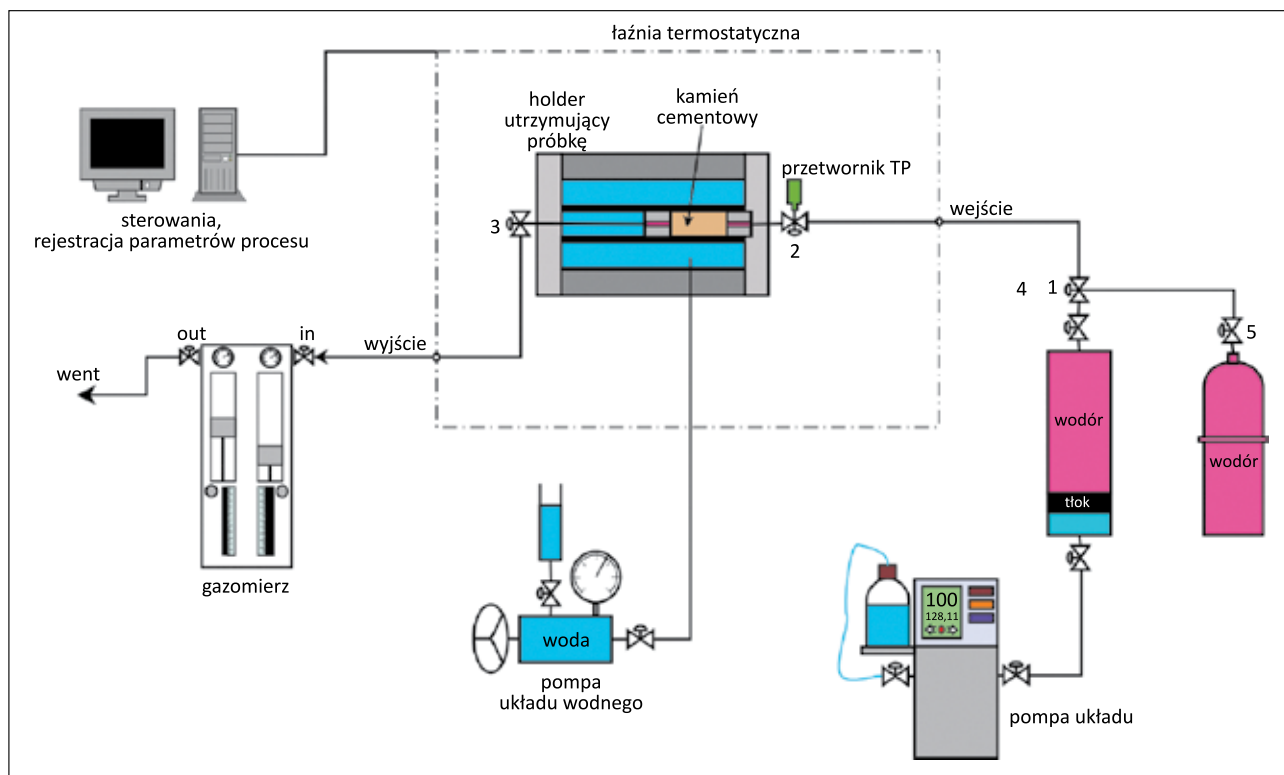 łaźnia termostatyczna
holder
utrzymujący
próbkę
kamień
cementowy
przetwornik TP
sterowania,
rejestracja parametrów procesu
3
2
wejście
4
1
5
out
in
wyjście
went
wodór
wodór
tłok
gazomierz
woda
pompa
układu wodnego
100
128,11
pompa układu